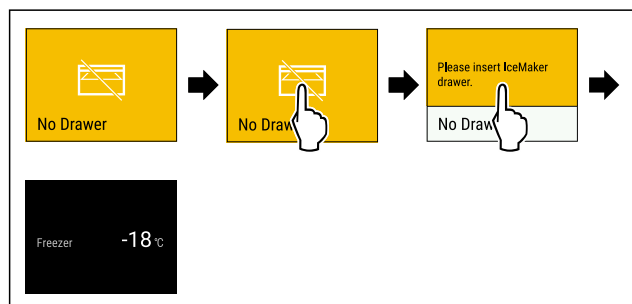 No Drawer
No Draw
Please insert IceMaker
drawer.
No Draw
Freezer -18 °C